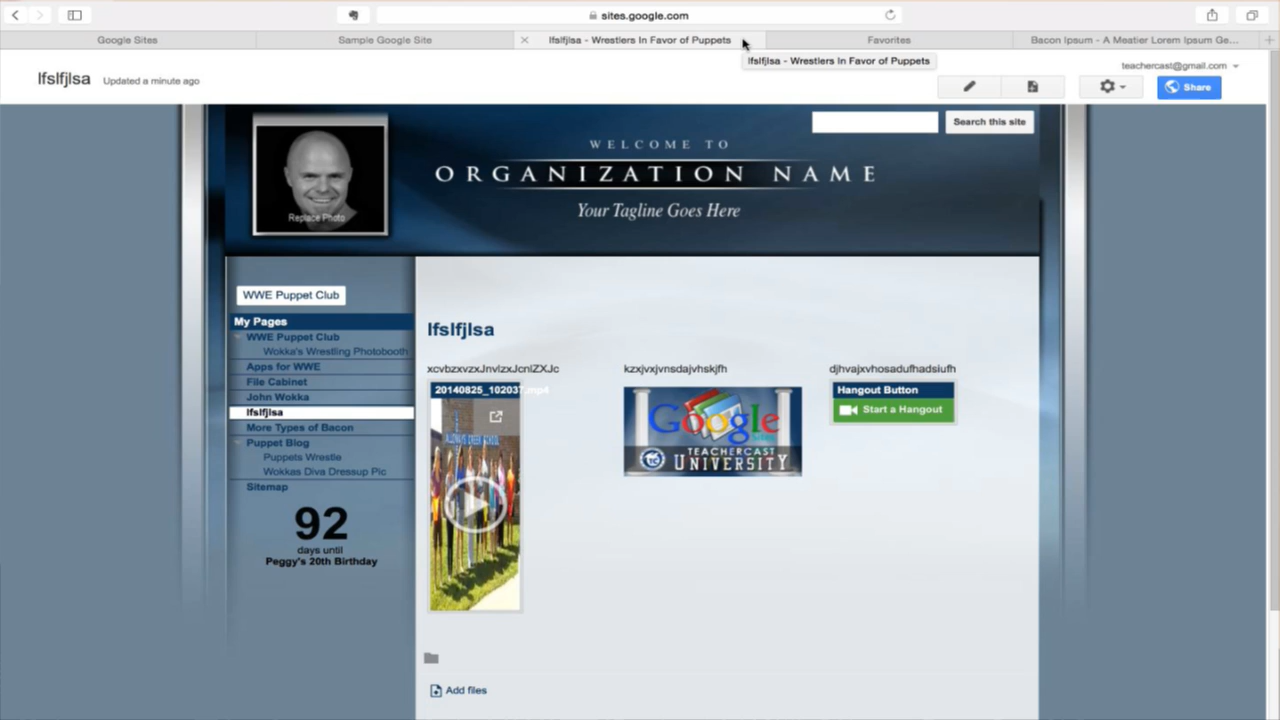 sites.google.com
Google Sites
Sample Google Site
lfslfjlsa - Wrestlers In Favor of Puppets
Favorites
Bacon Ipsum - A Meatier Lorem Ipsum Ge...
lfslfjlsa - Wrestlers In Favor of Puppets
teachercast@gmail.com
lfslfjlsa Updated a minute ago
Share
Search this site
WELCOME TO
ORGANIZATION NAME
Your Tagline Goes Here
Replace Photo
WWE Puppet Club
My Pages
WWE Puppet Club
Wokka's Wrestling Photobooth
Apps for WWE
File Cabinet
John Wokka
lfslfjlsa
More Types of Bacon
Puppet Blog
Puppets Wrestle
Wokkas Diva Dressup Pic
Sitemap
92
days until
Peggy's 20th Birthday
lfslfjlsa
xcvbzxvzxJnvlzxJcnlZXJc
20140825_102037.mp4
ALLOWAYS CREEK SCHOOL
kzxjvxjvnsdajvhskjfh
Google
TEACHERCAST
UNIVERSITY
djhvajxvhosadufhadsiufh
Hangout Button
Start a Hangout
Add files